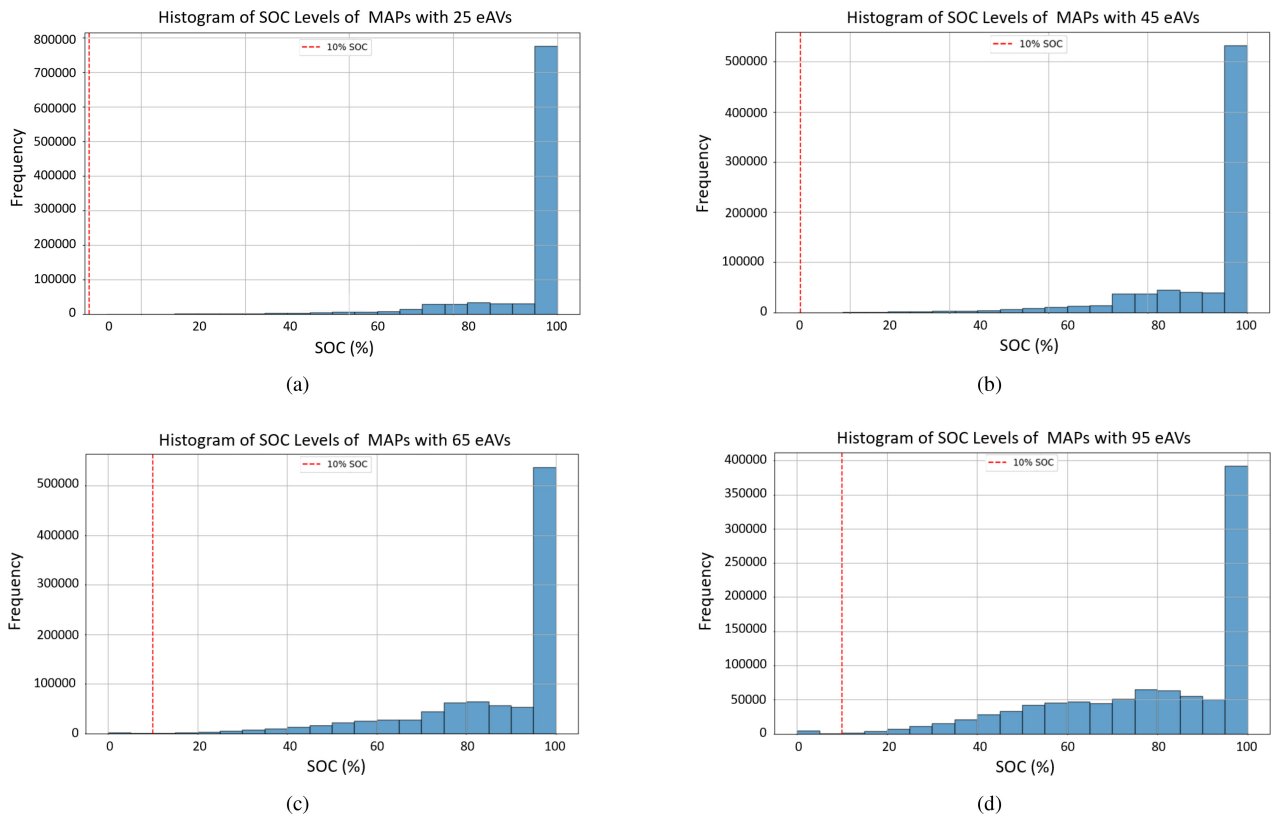 Histogram of SOC Levels of  MAPs with 25 eAVs
10% SOC
800000
700000
600000
500000
400000
300000
200000
100000
0
Frequency
0 20 40 60 80 100
SOC (%)
(a)
Histogram of SOC Levels of  MAPs with 45 eAVs
10% SOC
500000
400000
300000
200000
100000
0
Frequency
0 20 40 60 80 100
SOC (%)
(b)
Histogram of SOC Levels of  MAPs with 65 eAVs
10% SOC
500000
400000
300000
200000
100000
0
Frequency
0 20 40 60 80 100
SOC (%)
(c)
Histogram of SOC Levels of  MAPs with 95 eAVs
10% SOC
400000
350000
300000
250000
200000
150000
100000
50000
0
Frequency
0 20 40 60 80 100
SOC (%)
(d)